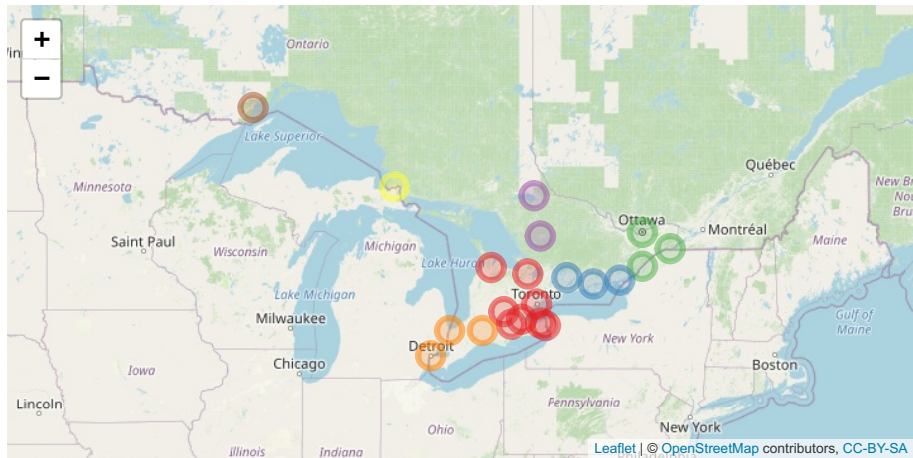 +
−
Ontario
Lake Superior
Québec
Minnesota
Ottawa
Montréal
Saint Paul
Wisconsin
Michigan
Maine
Lake Huron
Lake Michigan
Toronto
Milwaukee
Gulf of
Maine
Detroit
New York
Chicago
Boston
Iowa
Lincoln
Pennsylvania
Ohio
New York
Illinois
Indiana
Leaflet | © OpenStreetMap contributors, CC-BY-SA